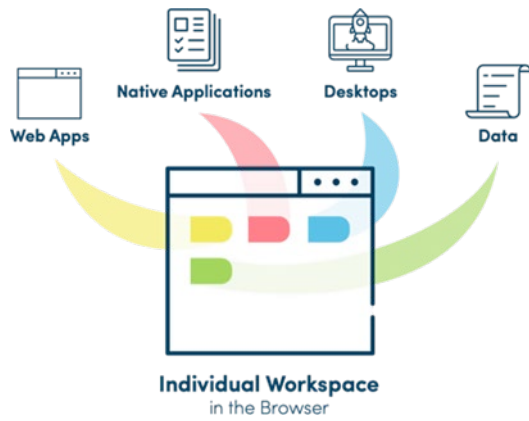 Native Applications
Desktops
Web Apps
Data
Individual Workspace
in the Browser